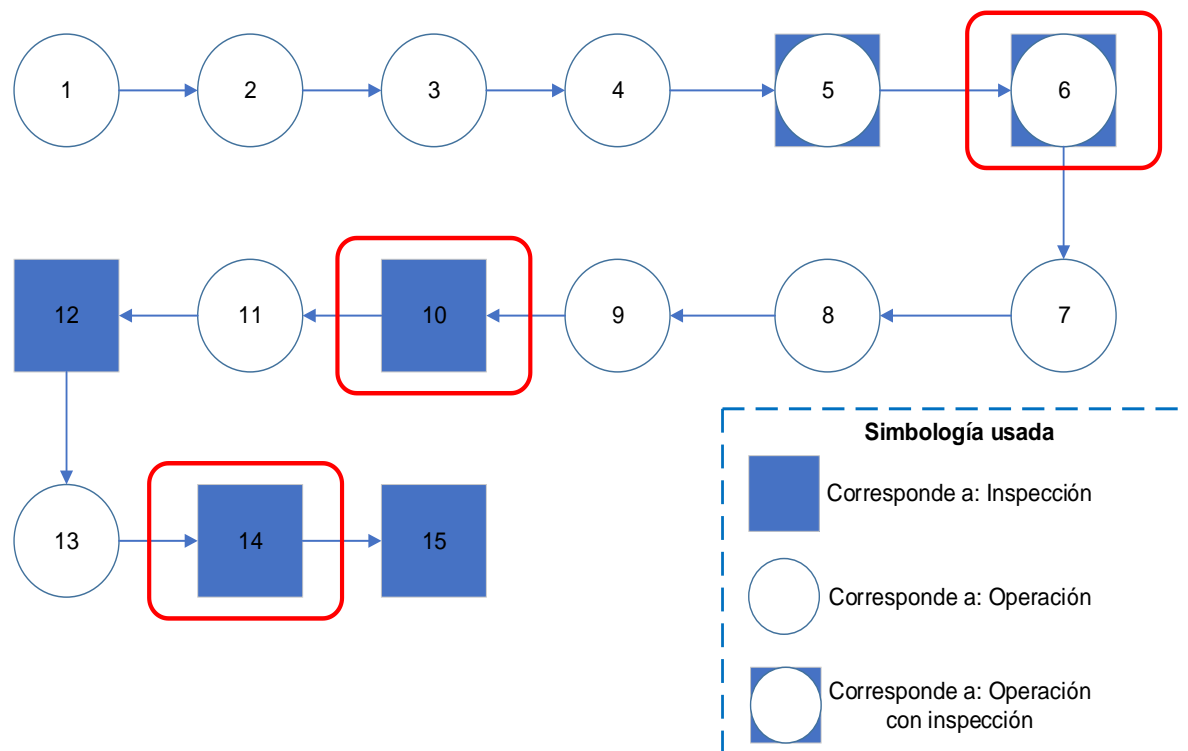 1 2 3 4 5 6
12 11 10 9 8 7
13 14 15
Simbología usada
Corresponde a: Inspección
Corresponde a: Operación
Corresponde a: Operación
con inspección